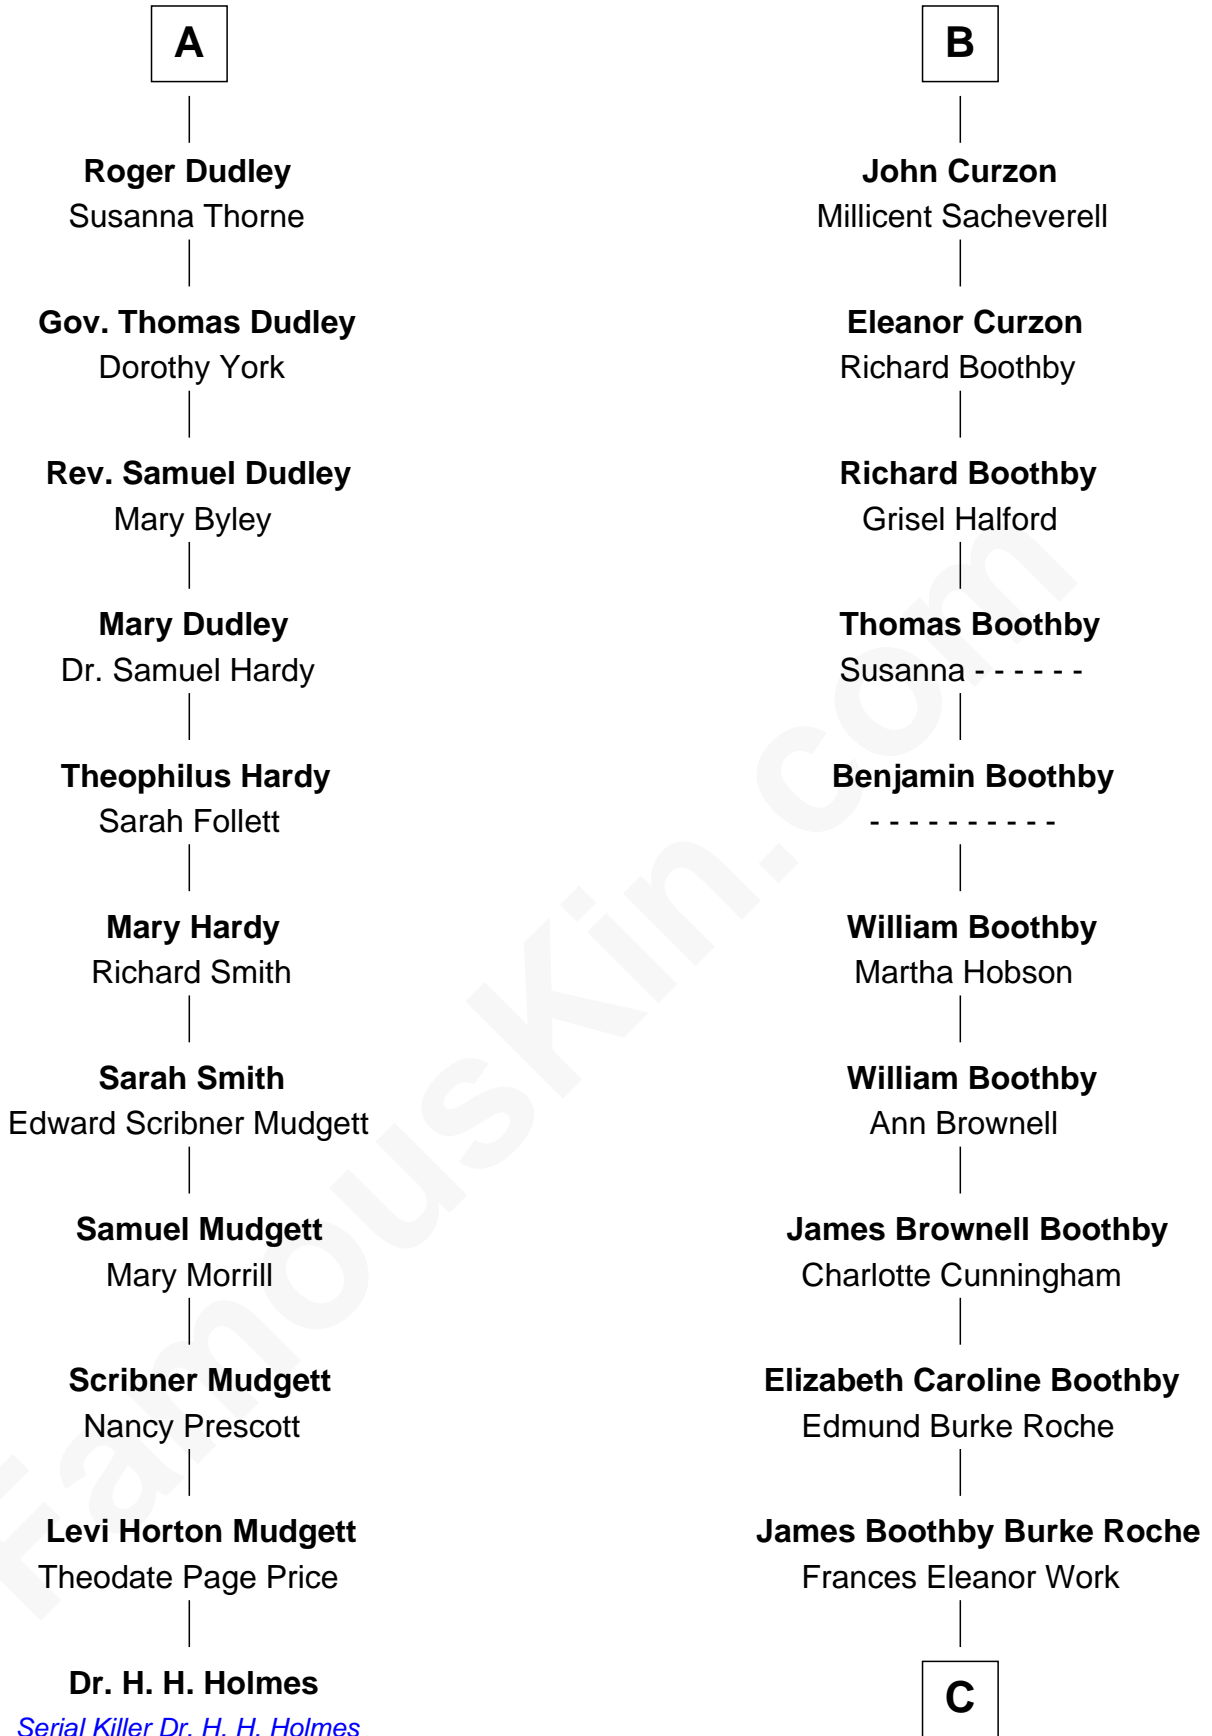 A
Roger Dudley
Susanna Thorne
Gov. Thomas Dudley
Dorothy York
Rev. Samuel Dudley
Mary Byley
Mary Dudley
Dr. Samuel Hardy
Theophilus Hardy
Sarah Follett
Mary Hardy
Richard Smith
Sarah Smith
Edward Scribner Mudgett
Samuel Mudgett
Mary Morrill
Scribner Mudgett
Nancy Prescott
Levi Horton Mudgett
Theodate Page Price
Dr. H. H. Holmes
Serial Killer Dr. H. H. Holmes
B
John Curzon
Millicent Sacheverell
Eleanor Curzon
Richard Boothby
Richard Boothby
Grisel Halford
Thomas Boothby
Susanna - - - - - -
Benjamin Boothby
- - - - - - - - - -
William Boothby
Martha Hobson
William Boothby
Ann Brownell
James Brownell Boothby
Charlotte Cunningham
Elizabeth Caroline Boothby
Edmund Burke Roche
James Boothby Burke Roche
Frances Eleanor Work
C
FamousKin.com